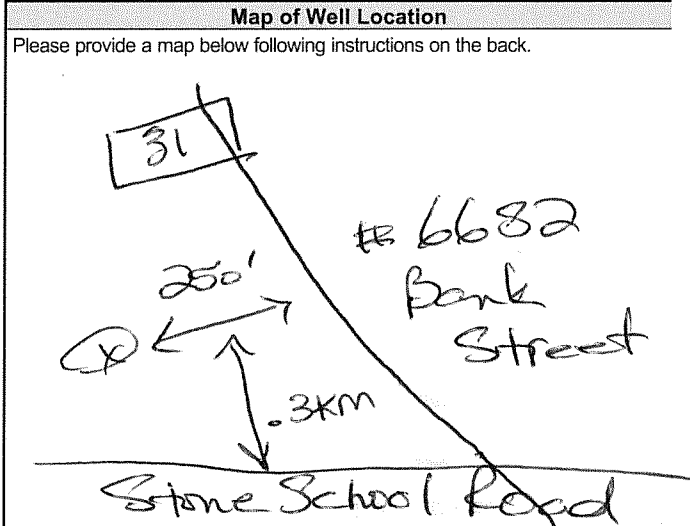 Map of Well Location
Please provide a map below following instructions on the back.
31
# 6682
Bank
Street
250'
X
.3KM
Stone School Road